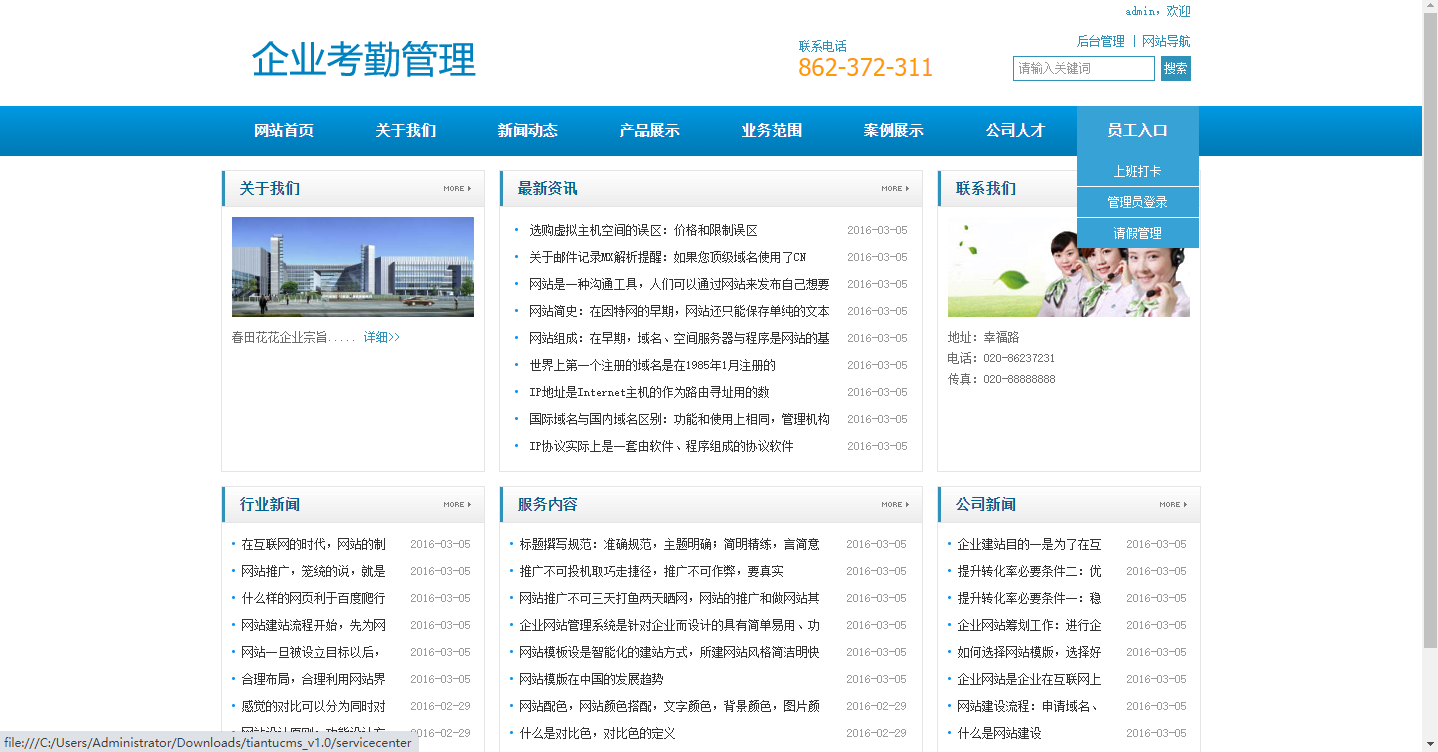 admin，欢迎
企业考勤管理
联系电话
862-372-311
后台管理 | 网站导航
请输入关键词 搜索
网站首页 关于我们 新闻动态 产品展示 业务范围 案例展示 公司人才 员工入口
上班打卡
管理员登录
请假管理
关于我们 MORE
春田花花企业宗旨..... 详细>>
最新资讯 MORE
选购虚拟主机空间的误区：价格和限制误区 2016-03-05
关于邮件记录MX解析提醒：如果您顶级域名使用了CN 2016-03-05
网站是一种沟通工具，人们可以通过网站来发布自己想要 2016-03-05
网站简史：在因特网的早期，网站还只能保存单纯的文本 2016-03-05
网站组成：在早期，域名、空间服务器与程序是网站的基 2016-03-05
世界上第一个注册的域名是在1985年1月注册的 2016-03-05
IP地址是Internet主机的作为路由寻址用的数 2016-03-05
国际域名与国内域名区别：功能和使用上相同，管理机构 2016-03-05
IP协议实际上是一套由软件、程序组成的协议软件 2016-03-05
联系我们
地址：幸福路
电话：020-86237231
传真：020-88888888
行业新闻 MORE
在互联网的时代，网站的制 2016-03-05
网站推广，笼统的说，就是 2016-03-05
什么样的网页利于百度爬行 2016-03-05
网站建站流程开始，先为网 2016-03-05
网站一旦被设立目标以后， 2016-03-05
合理布局，合理利用网站界 2016-03-05
感觉的对比可以分为同时对 2016-02-29
网站设计原则：功能设计方 2016-02-29
服务内容 MORE
标题撰写规范：准确规范，主题明确；简明精练，言简意 2016-03-05
推广不可投机取巧走捷径，推广不可作弊，要真实 2016-03-05
网站推广不可三天打鱼两天晒网，网站的推广和做网站其 2016-03-05
企业网站管理系统是针对企业而设计的具有简单易用、功 2016-03-05
网站模板设是智能化的建站方式，所建网站风格简洁明快 2016-03-05
网站模版在中国的发展趋势 2016-03-05
网站配色，网站颜色搭配，文字颜色，背景颜色，图片颜 2016-02-29
什么是对比色，对比色的定义 2016-02-29
公司新闻 MORE
企业建站目的一是为了在互 2016-03-05
提升转化率必要条件二：优 2016-03-05
提升转化率必要条件一：稳 2016-03-05
企业网站筹划工作：进行企 2016-03-05
如何选择网站模版，选择好 2016-03-05
企业网站是企业在互联网上 2016-03-05
网站建设流程：申请域名、 2016-03-05
什么是网站建设 2016-03-05
file:///C:/Users/Administrator/Downloads/tiantucms_v1.0/servicecenter